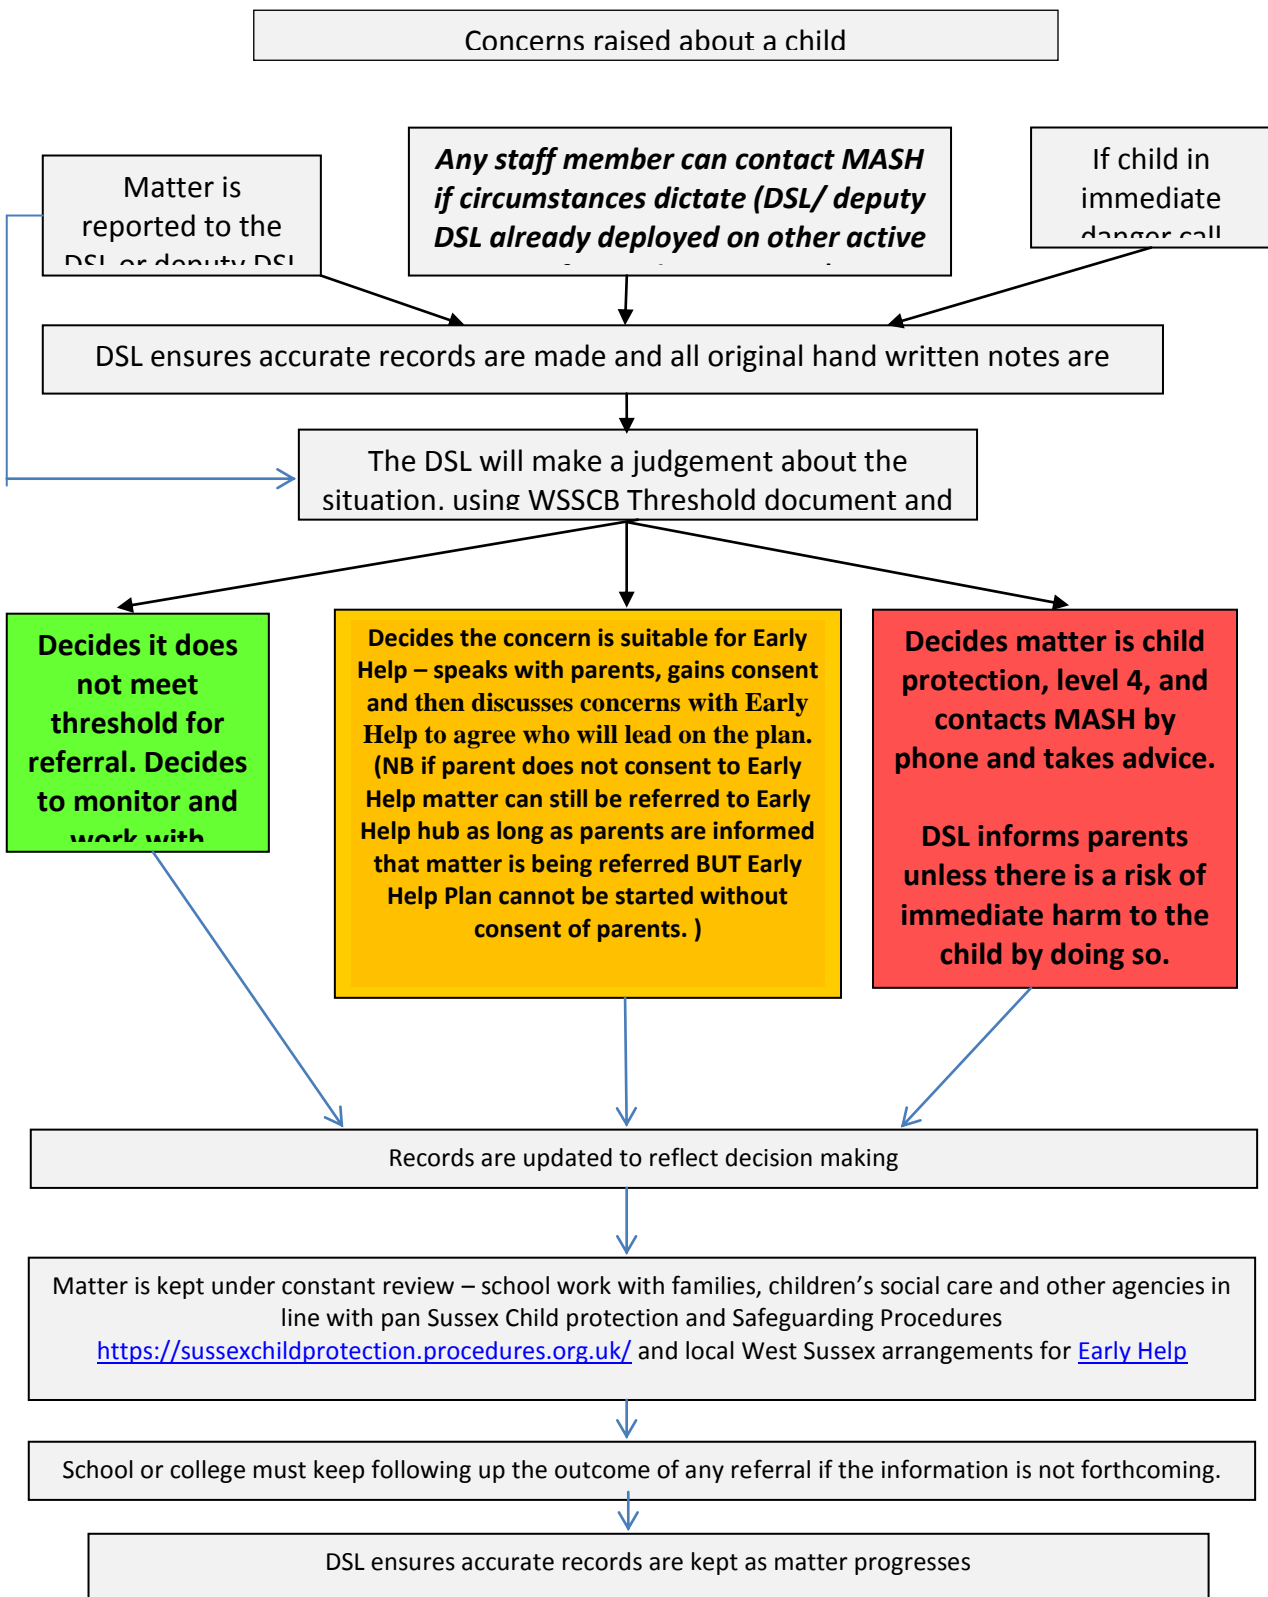 Concerns raised about a child
Matter is
reported to the
DSL or deputy DSL
Any staff member can contact MASH
if circumstances dictate (DSL/ deputy
DSL already deployed on other active
If child in
immediate
danger call
DSL ensures accurate records are made and all original hand written notes are
The DSL will make a judgement about the
situation, using WSSCB Threshold document and
Decides it does
not meet
threshold for
referral. Decides
to monitor and
work with
Decides the concern is suitable for Early
Help – speaks with parents, gains consent
and then discusses concerns with Early
Help to agree who will lead on the plan.
(NB if parent does not consent to Early
Help matter can still be referred to Early
Help hub as long as parents are informed
that matter is being referred BUT Early
Help Plan cannot be started without
consent of parents. )
Decides matter is child
protection, level 4, and
contacts MASH by
phone and takes advice.
DSL informs parents
unless there is a risk of
immediate harm to the
child by doing so.
Records are updated to reflect decision making
Matter is kept under constant review – school work with families, children’s social care and other agencies in
line with pan Sussex Child protection and Safeguarding Procedures
https://sussexchildprotection.procedures.org.uk/ and local West Sussex arrangements for Early Help
School or college must keep following up the outcome of any referral if the information is not forthcoming.
DSL ensures accurate records are kept as matter progresses